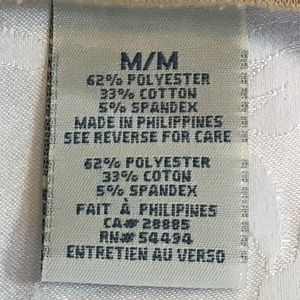 M/M
62% POLYESTER
33% COTTON
5% SPANDEX
MADE IN PHILIPPINES
SEE REVERSE FOR CARE
62% POLYESTER
33% COTON
5% SPANDEX
FAIT À PHILIPINES
CA# 28885
RN# 54494
ENTRETIEN AU VERSO